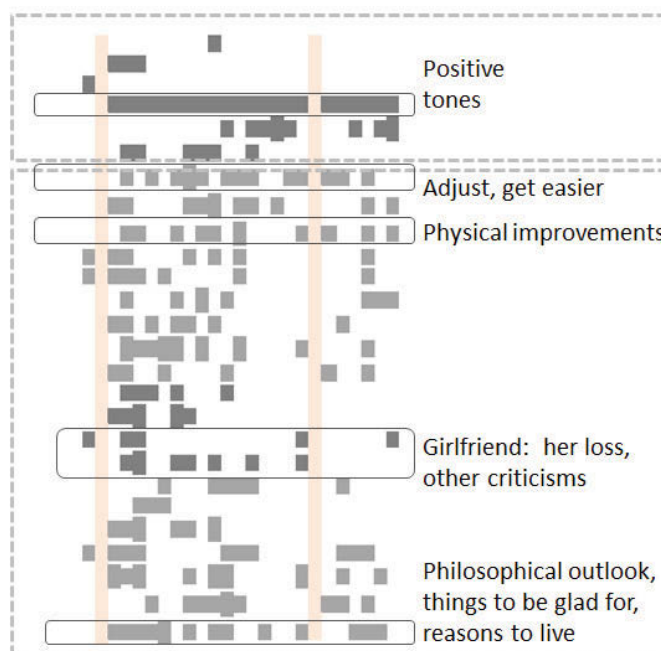 Positive
tones
Adjust, get easier
Physical improvements
Girlfriend:  her loss,
other criticisms
Philosophical outlook,
things to be glad for,
reasons to live